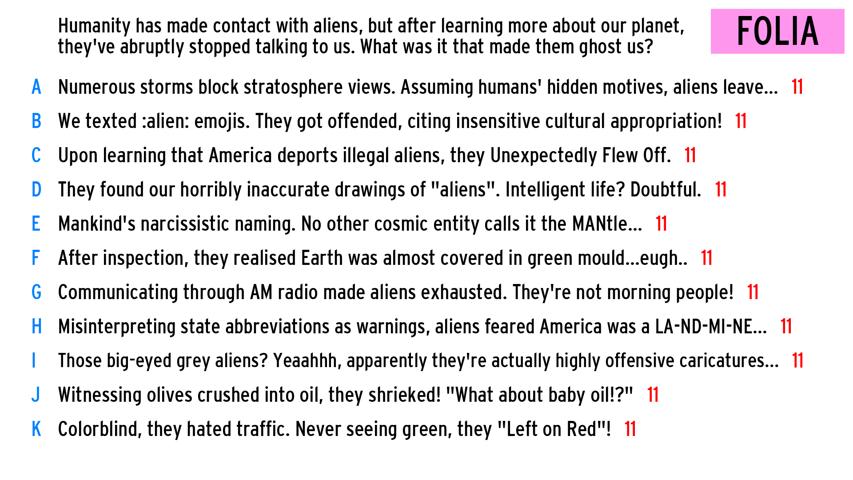 Humanity has made contact with aliens, but after learning more about our planet,
they've abruptly stopped talking to us. What was it that made them ghost us?
FOLIA
A Numerous storms block stratosphere views. Assuming humans' hidden motives, aliens leave... 11
B We texted :alien: emojis. They got offended, citing insensitive cultural appropriation! 11
C Upon learning that America deports illegal aliens, they Unexpectedly Flew Off. 11
D They found our horribly inaccurate drawings of "aliens". Intelligent life? Doubtful. 11
E Mankind's narcissistic naming. No other cosmic entity calls it the MANtle... 11
F After inspection, they realised Earth was almost covered in green mould...eugh.. 11
G Communicating through AM radio made aliens exhausted. They're not morning people! 11
H Misinterpreting state abbreviations as warnings, aliens feared America was a LA-ND-MI-NE... 11
I Those big-eyed grey aliens? Yeaahhh, apparently they're actually highly offensive caricatures... 11
J Witnessing olives crushed into oil, they shrieked! "What about baby oil!?" 11
K Colorblind, they hated traffic. Never seeing green, they "Left on Red"! 11